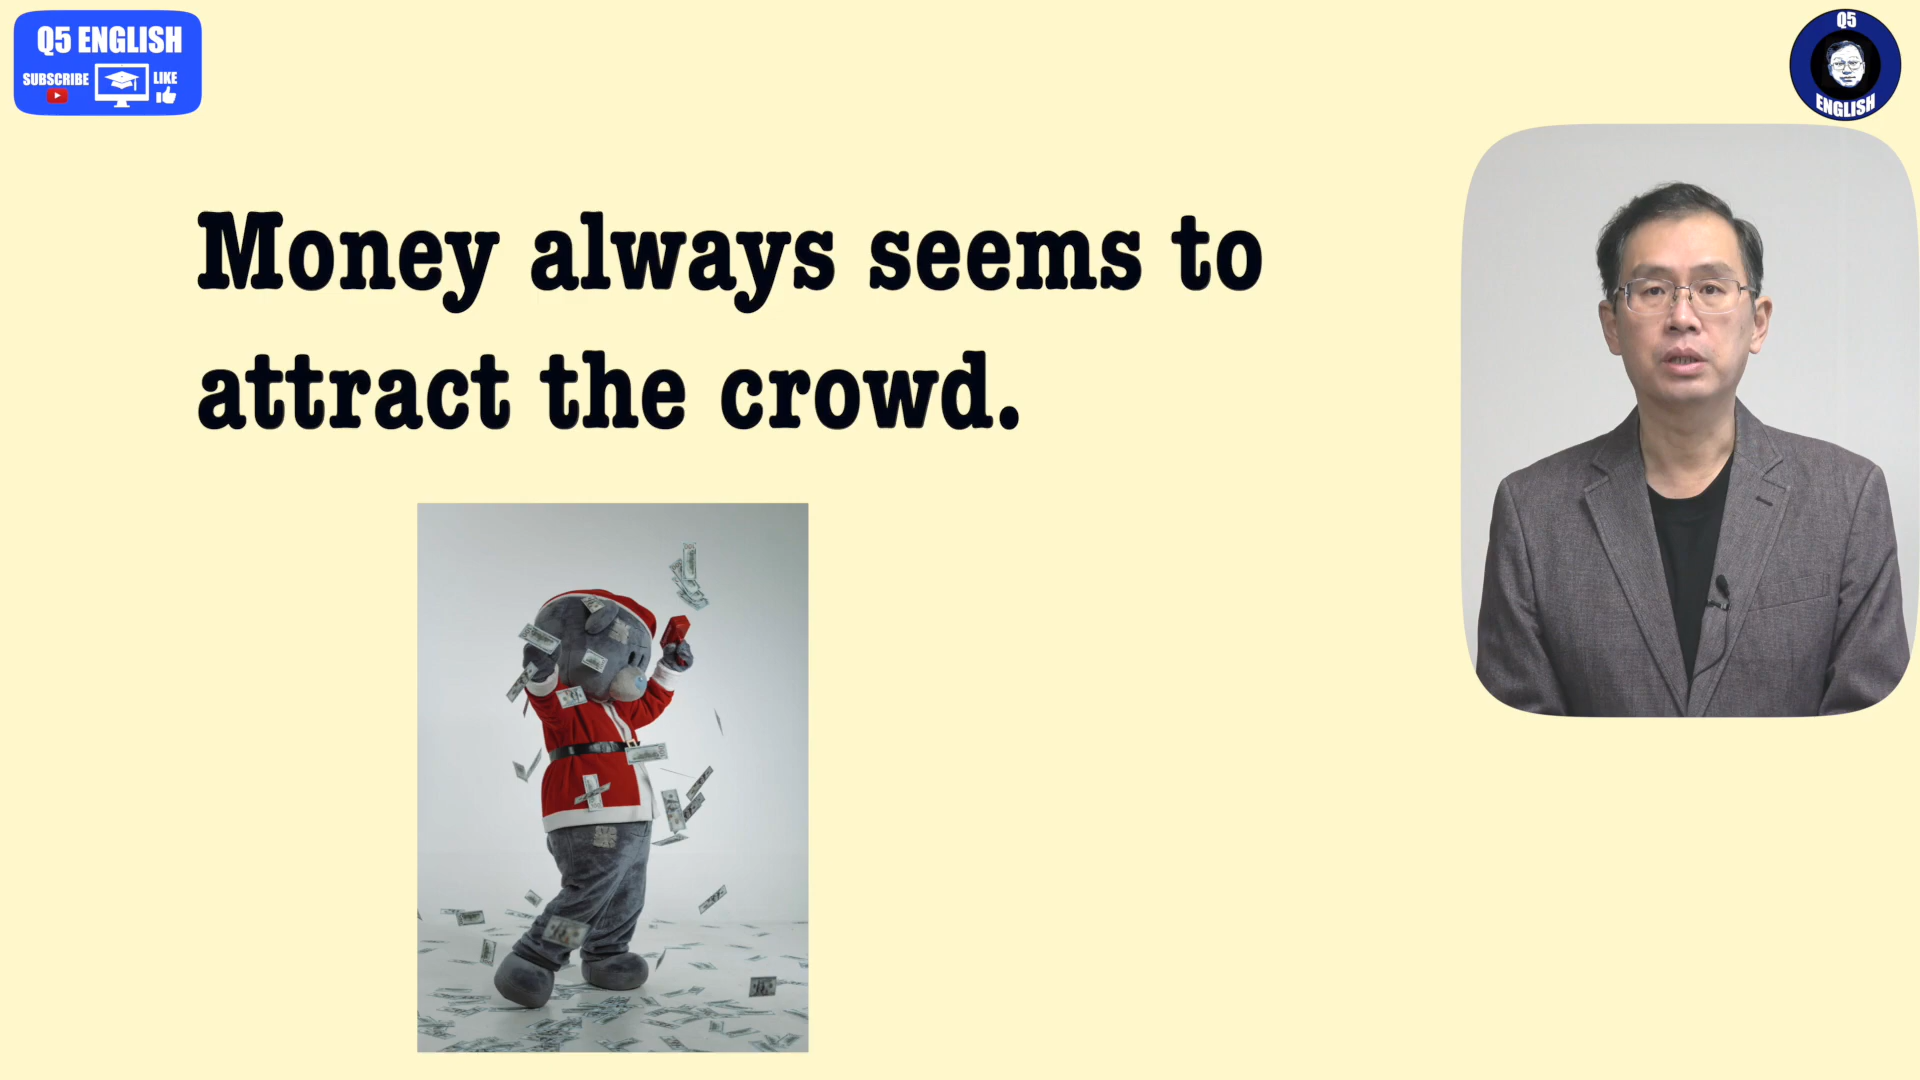 Q5 ENGLISH
SUBSCRIBE
LIKE
Q5
ENGLISH
Money always seems to
attract the crowd.